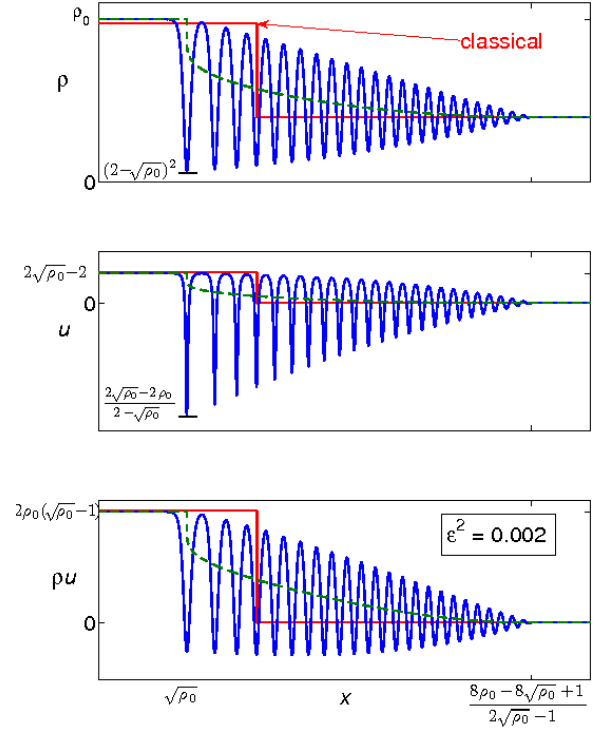 ρ₀
classical
ρ
(2−√ρ₀)²
0
2√ρ₀−2
0
u
2√ρ₀−2ρ₀
2−√ρ₀
2ρ₀(√ρ₀−1)
ε² = 0.002
ρu
0
√ρ₀
x
8ρ₀−8√ρ₀+1
2√ρ₀−1